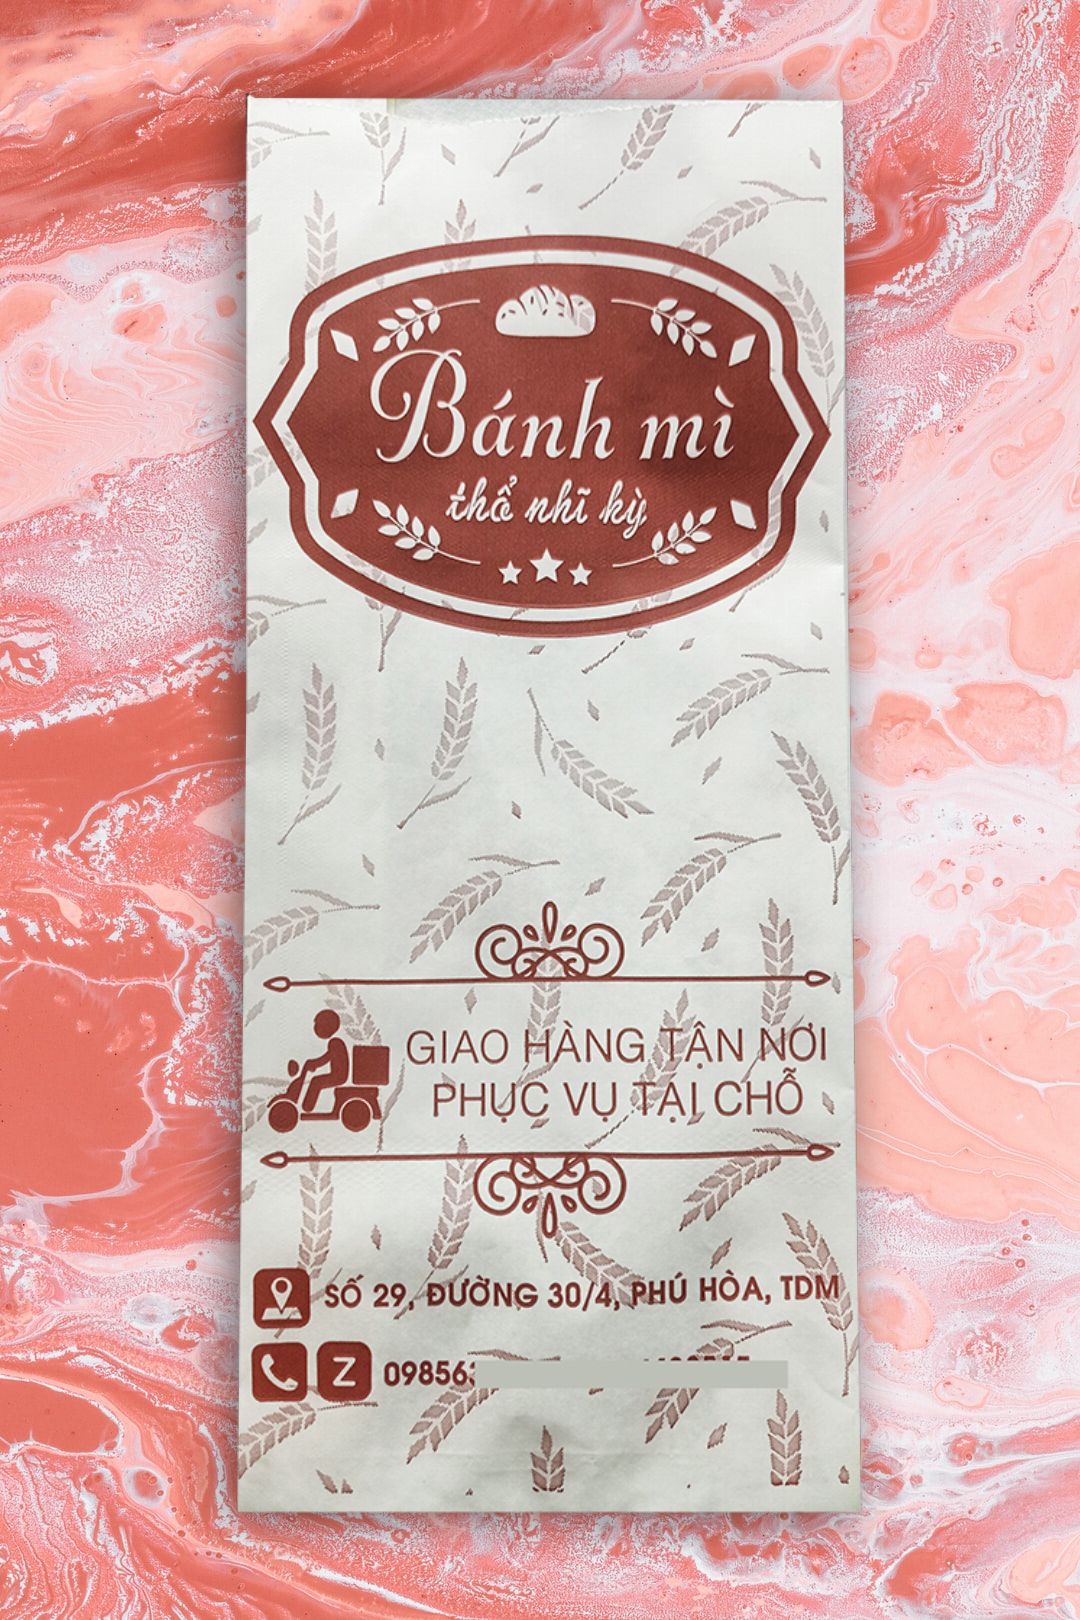 Bánh mì
thổ nhĩ kỳ
GIAO HÀNG TẬN NƠI
PHỤC VỤ TẠI CHỖ
SỐ 29, ĐƯỜNG 30/4, PHÚ HÒA, TDM
Z 09856